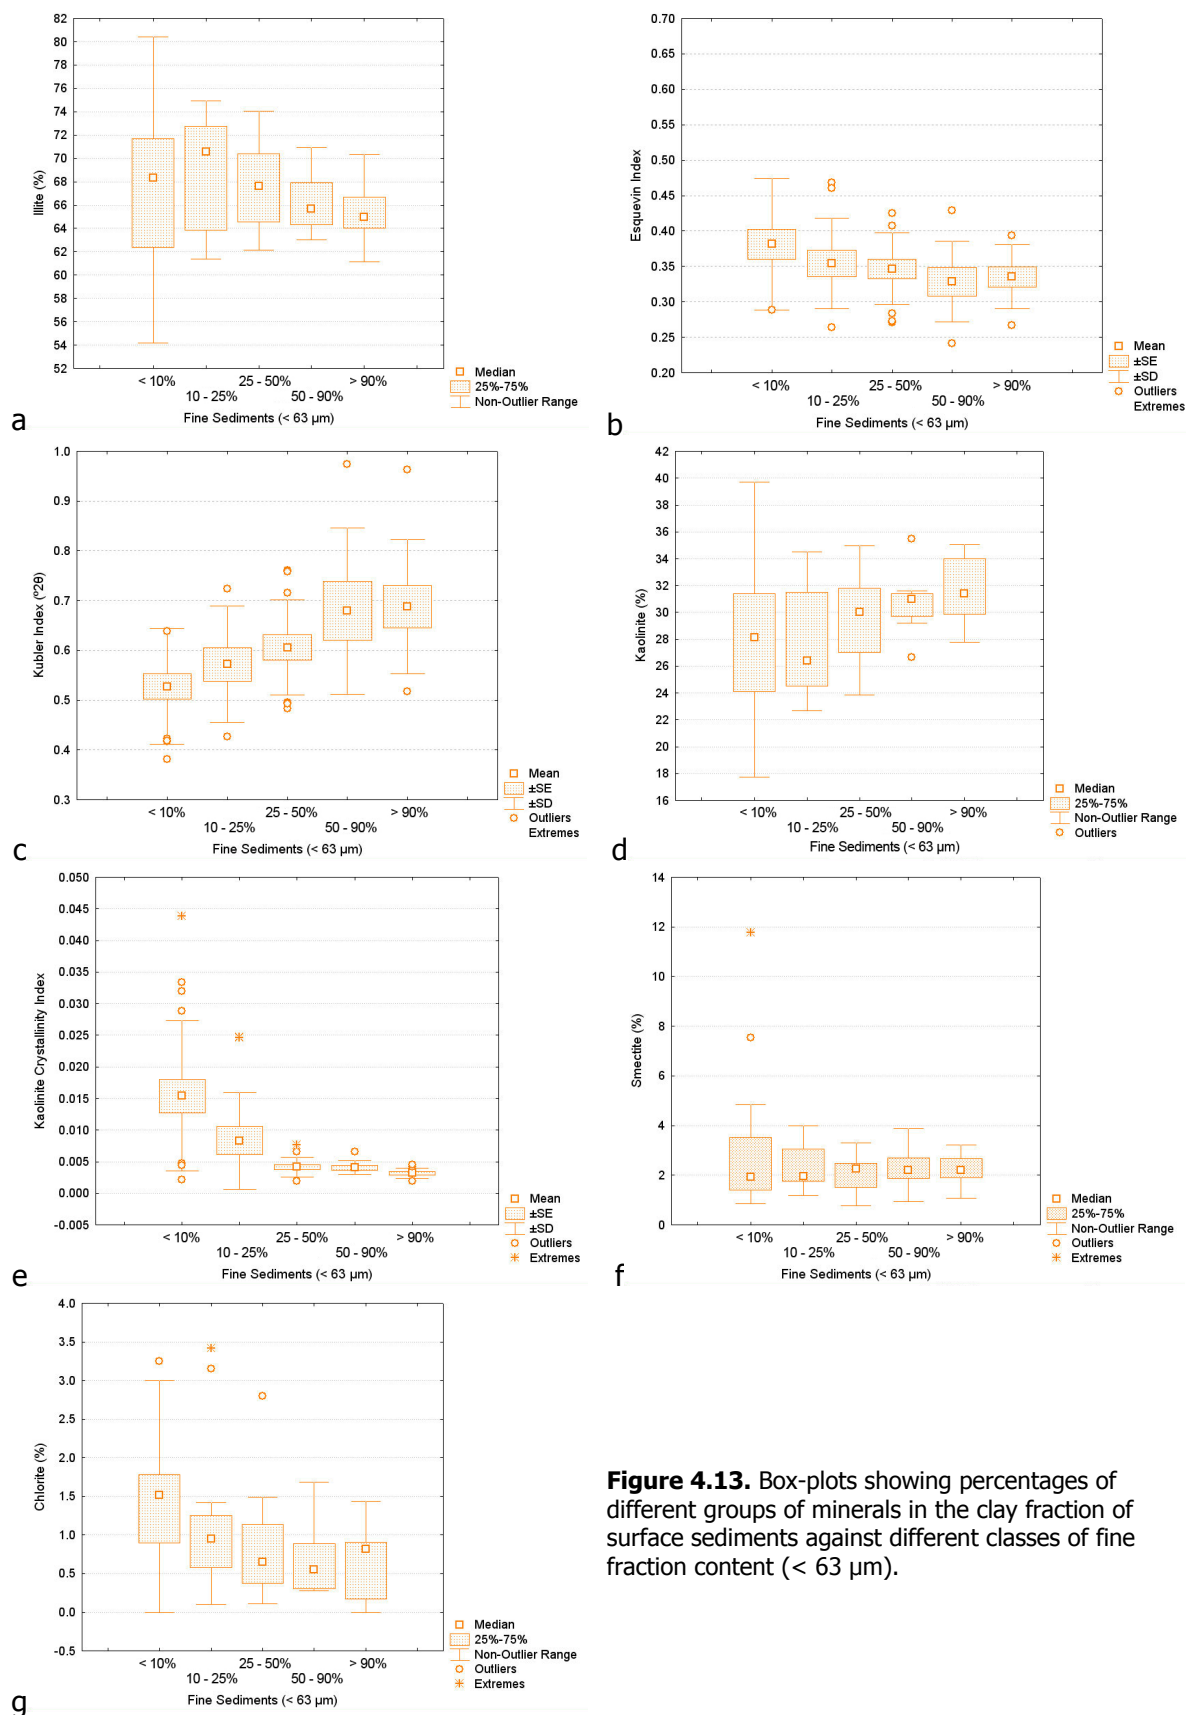 82
80
78
76
74
72
70
68
66
64
62
60
58
56
54
52
Illite (%)
< 10%
25 - 50%
> 90%
10 - 25%
50 - 90%
Fine Sediments (< 63 µm)
Median
25%-75%
Non-Outlier Range
a
0.70
0.65
0.60
0.55
0.50
0.45
0.40
0.35
0.30
0.25
0.20
Esquevin Index
< 10%
25 - 50%
> 90%
10 - 25%
50 - 90%
Fine Sediments (< 63 µm)
Mean
±SE
±SD
Outliers
Extremes
b
1.0
0.9
0.8
0.7
0.6
0.5
0.4
0.3
Kubler Index (º2θ)
< 10%
25 - 50%
> 90%
10 - 25%
50 - 90%
Fine Sediments (< 63 µm)
Mean
±SE
±SD
Outliers
Extremes
c
42
40
38
36
34
32
30
28
26
24
22
20
18
16
Kaolinite (%)
< 10%
25 - 50%
> 90%
10 - 25%
50 - 90%
Fine Sediments (< 63 µm)
Median
25%-75%
Non-Outlier Range
Outliers
d
0.050
0.045
0.040
0.035
0.030
0.025
0.020
0.015
0.010
0.005
0.000
-0.005
Kaolinite Crystallinity Index
< 10%
25 - 50%
> 90%
10 - 25%
50 - 90%
Fine Sediments (< 63 µm)
Mean
±SE
±SD
Outliers
Extremes
e
14
12
10
8
6
4
2
0
Smectite (%)
< 10%
25 - 50%
> 90%
10 - 25%
50 - 90%
Fine Sediments (< 63 µm)
Median
25%-75%
Non-Outlier Range
Outliers
Extremes
f
4.0
3.5
3.0
2.5
2.0
1.5
1.0
0.5
0.0
-0.5
Chlorite (%)
< 10%
25 - 50%
> 90%
10 - 25%
50 - 90%
Fine Sediments (< 63 µm)
Median
25%-75%
Non-Outlier Range
Outliers
Extremes
g
Figure 4.13. Box-plots showing percentages of
different groups of minerals in the clay fraction of
surface sediments against different classes of fine
fraction content (< 63 µm).